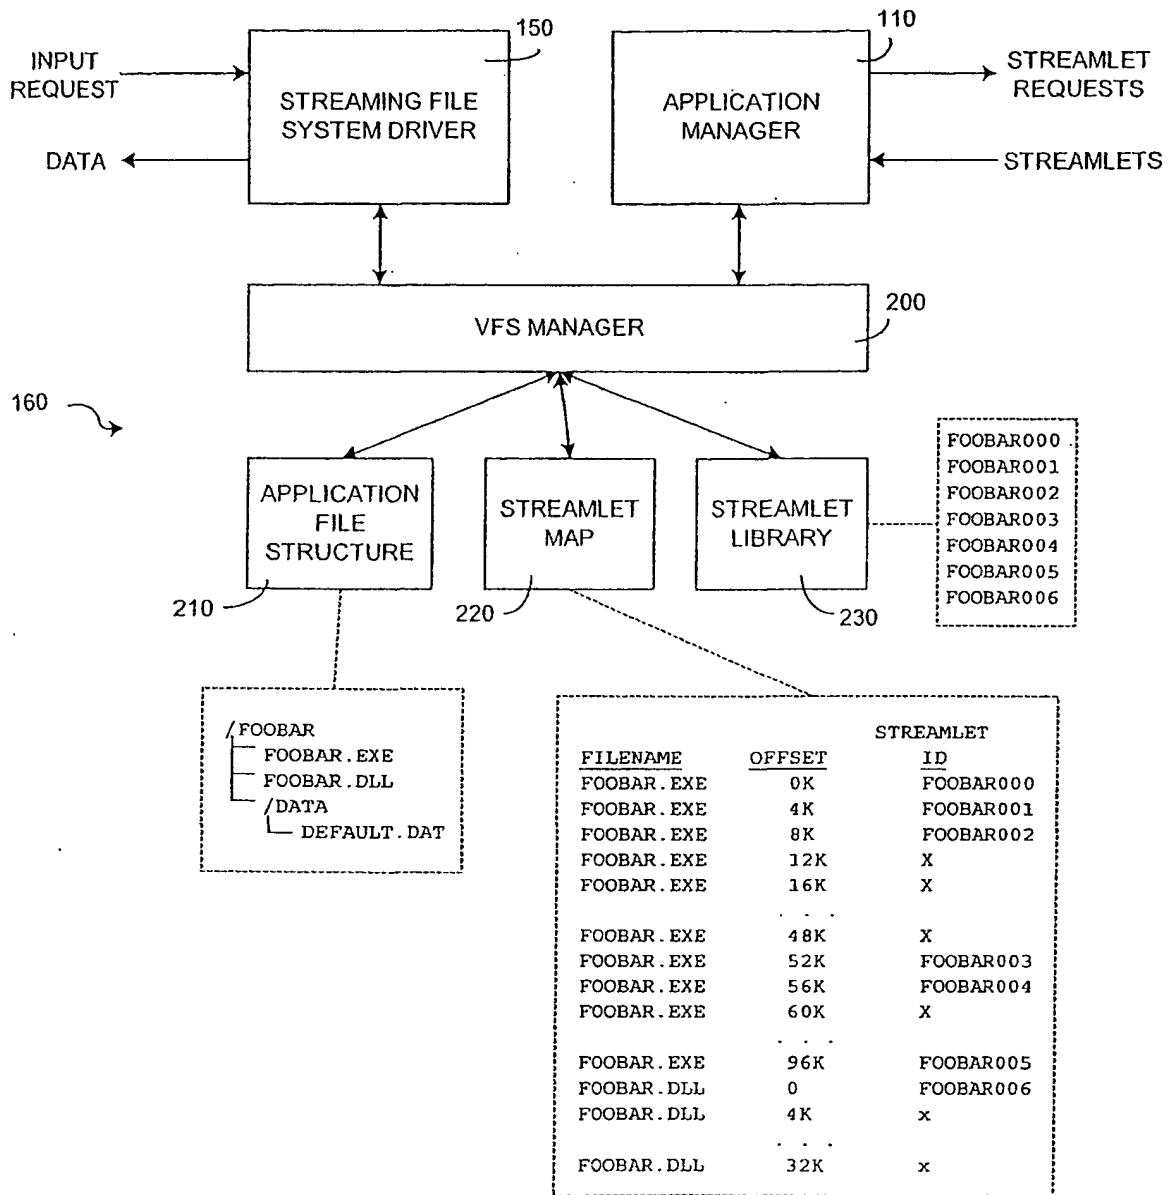 150
110
INPUT
REQUEST
DATA
STREAMING FILE
SYSTEM DRIVER
APPLICATION
MANAGER
STREAMLET
REQUESTS
STREAMLETS
VFS MANAGER
200
160
APPLICATION
FILE
STRUCTURE
210
STREAMLET
MAP
220
STREAMLET
LIBRARY
230
FOOBAR000
FOOBAR001
FOOBAR002
FOOBAR003
FOOBAR004
FOOBAR005
FOOBAR006
/FOOBAR
FOOBAR.EXE
FOOBAR.DLL
/DATA
DEFAULT.DAT
STREAMLET
FILENAME OFFSET ID
FOOBAR.EXE 0K FOOBAR000
FOOBAR.EXE 4K FOOBAR001
FOOBAR.EXE 8K FOOBAR002
FOOBAR.EXE 12K X
FOOBAR.EXE 16K X
. . .
FOOBAR.EXE 48K X
FOOBAR.EXE 52K FOOBAR003
FOOBAR.EXE 56K FOOBAR004
FOOBAR.EXE 60K X
. . .
FOOBAR.EXE 96K FOOBAR005
FOOBAR.DLL 0 FOOBAR006
FOOBAR.DLL 4K x
. . .
FOOBAR.DLL 32K x